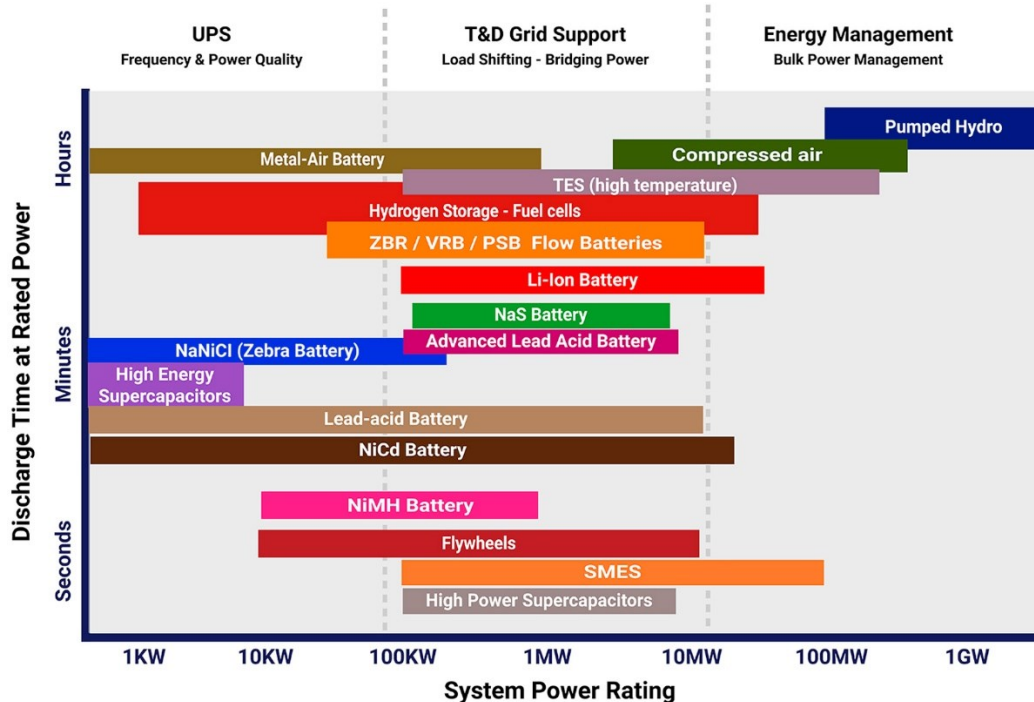 UPS
Frequency & Power Quality
T&D Grid Support
Load Shifting - Bridging Power
Energy Management
Bulk Power Management
Discharge Time at Rated Power
Hours
Minutes
Seconds
Pumped Hydro
Metal-Air Battery
Compressed air
TES (high temperature)
Hydrogen Storage - Fuel cells
ZBR / VRB / PSB Flow Batteries
Li-Ion Battery
NaS Battery
Advanced Lead Acid Battery
NaNiCl (Zebra Battery)
High Energy
Supercapacitors
Lead-acid Battery
NiCd Battery
NiMH Battery
Flywheels
SMES
High Power Supercapacitors
1KW 10KW 100KW 1MW 10MW 100MW 1GW
System Power Rating